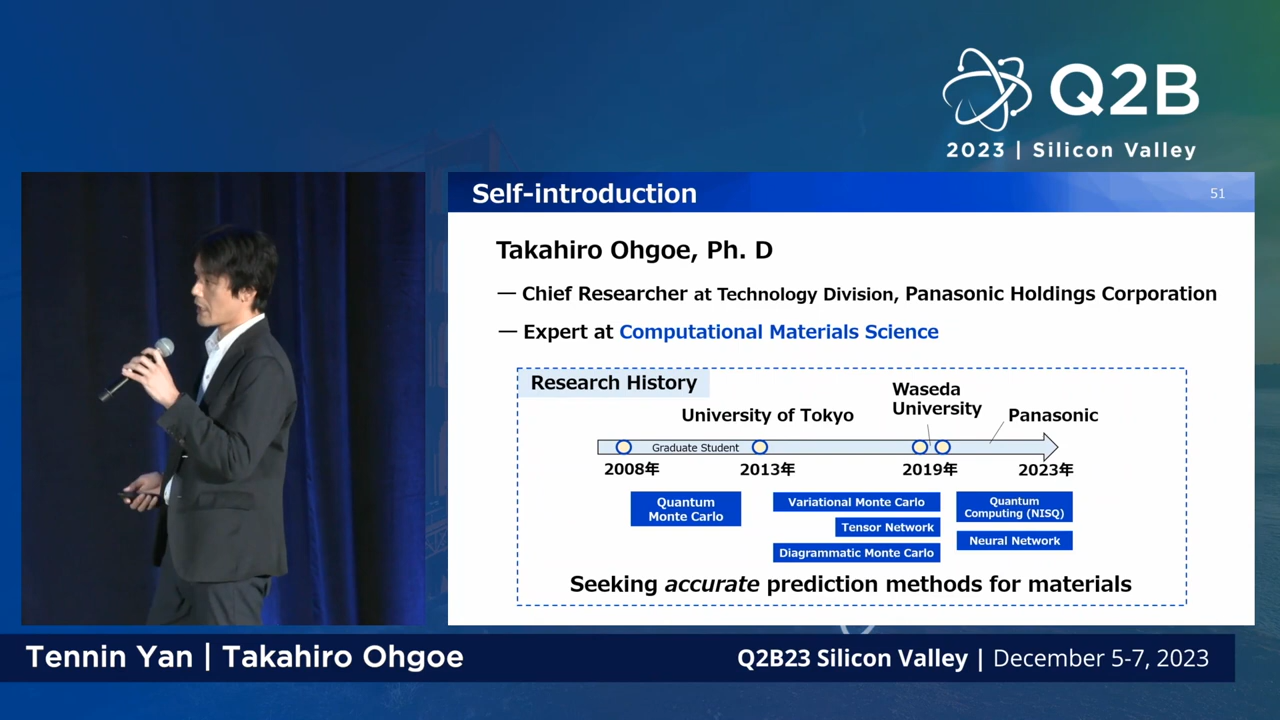 Q2B
2023 | Silicon Valley
Self-introduction
51
Takahiro Ohgoe, Ph. D
— Chief Researcher at Technology Division, Panasonic Holdings Corporation
— Expert at Computational Materials Science
Research History
University of Tokyo
Waseda
University
Panasonic
Graduate Student
2008年
2013年
2019年
2023年
Quantum
Monte Carlo
Variational Monte Carlo
Tensor Network
Diagrammatic Monte Carlo
Quantum
Computing (NISQ)
Neural Network
Seeking accurate prediction methods for materials
Tennin Yan | Takahiro Ohgoe
Q2B23 Silicon Valley | December 5-7, 2023